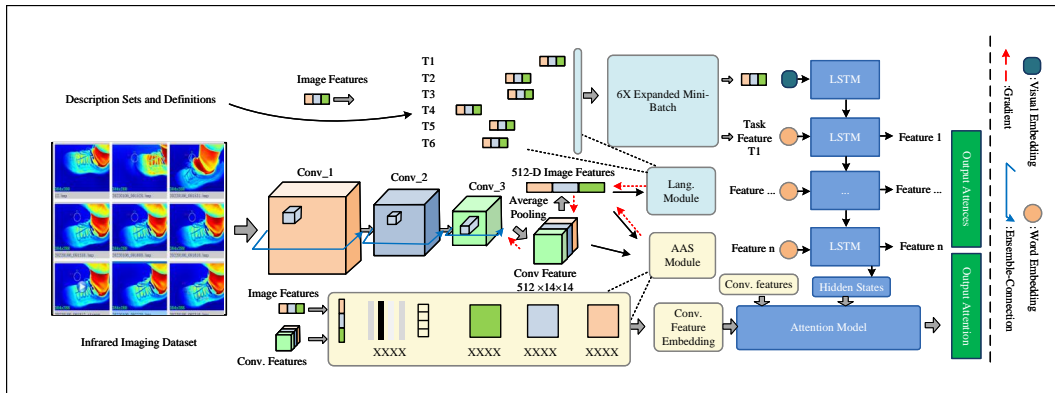 Description Sets and Definitions
Image Features
T1
T2
T3
T4
T5
T6
6X Expanded Mini-
Batch
Task
Feature
T1
LSTM
LSTM
...
LSTM
Feature 1
Feature ...
Feature ...
Feature n
Feature n
Output Attences
Output Attention
Conv_1
Conv_2
Conv_3
512-D Image Features
Average
Pooling
Conv Feature
512 ×14×14
Lang.
Module
AAS
Module
Infrared Imaging Dataset
Image Features
Conv. Features
XXXX
XXXX
XXXX
XXXX
Conv.
Feature
Embedding
Conv. features
Hidden States
Attention Model
:Gradient
:Visual Embedding
:Ensemble-Connection
:Word Embedding